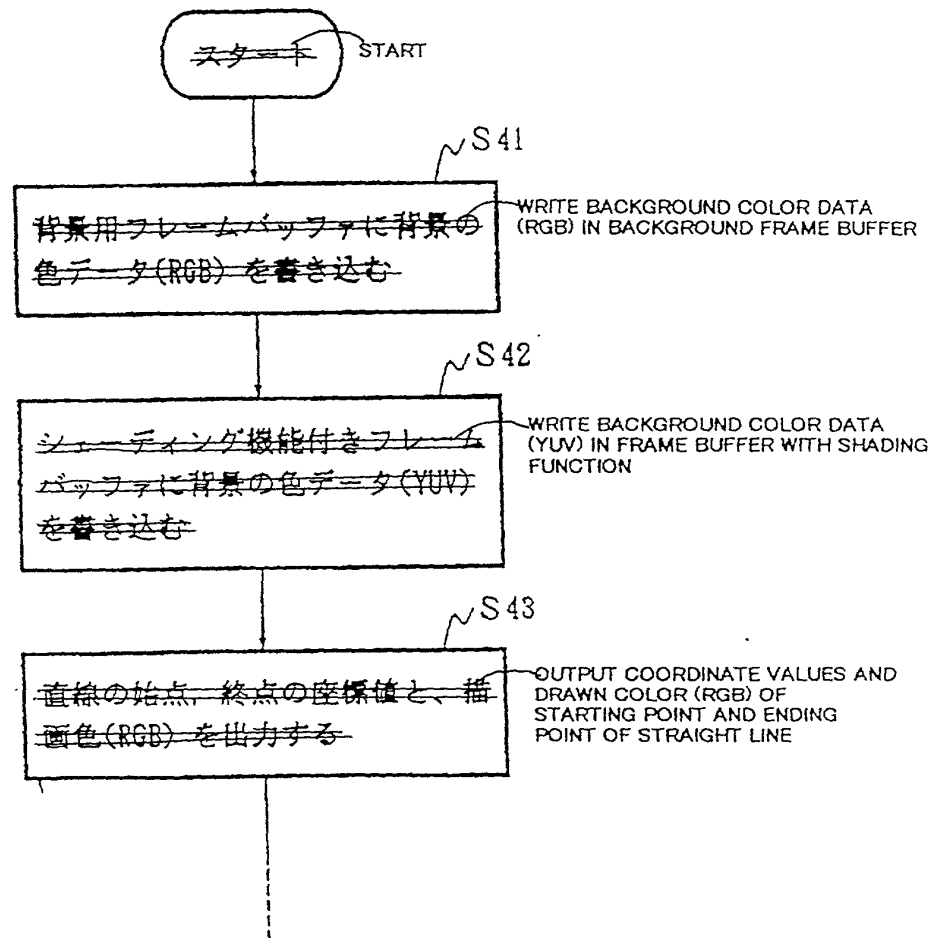 スタート
START
S41
背景用フレームバッファに背景の
色データ(RGB) を書き込む
WRITE BACKGROUND COLOR DATA
(RGB) IN BACKGROUND FRAME BUFFER
S42
シェーディング機能付きフレーム
バッファに背景の色データ(YUV)
を書き込む
WRITE BACKGROUND COLOR DATA
(YUV) IN FRAME BUFFER WITH SHADING
FUNCTION
S43
直線の始点，終点の座標値と、描
画色(RGB) を出力する
OUTPUT COORDINATE VALUES AND
DRAWN COLOR (RGB) OF
STARTING POINT AND ENDING
POINT OF STRAIGHT LINE